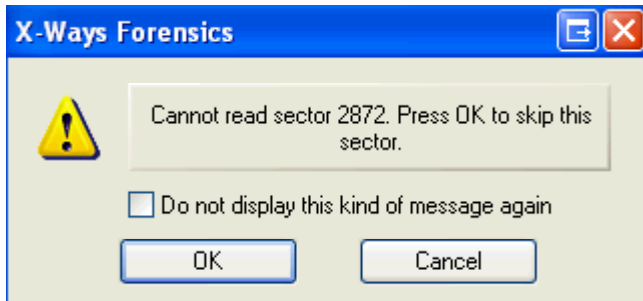 X-Ways Forensics
Cannot read sector 2872. Press OK to skip this
sector.
Do not display this kind of message again
OK
Cancel